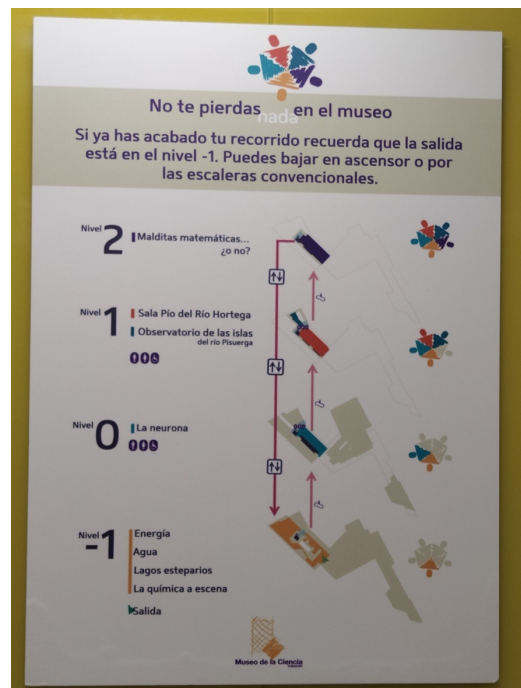 No te pierdas nada en el museo
Si ya has acabado tu recorrido recuerda que la salida
está en el nivel -1. Puedes bajar en ascensor o por
las escaleras convencionales.
Nivel 2
Malditas matemáticas...
¿o no?
Nivel 1
Sala Pío del Río Hortega
Observatorio de las islas
del río Pisuerga
Nivel 0
La neurona
Nivel -1
Energía
Agua
Lagos esteparios
La química a escena
Salida
Museo de la Ciencia